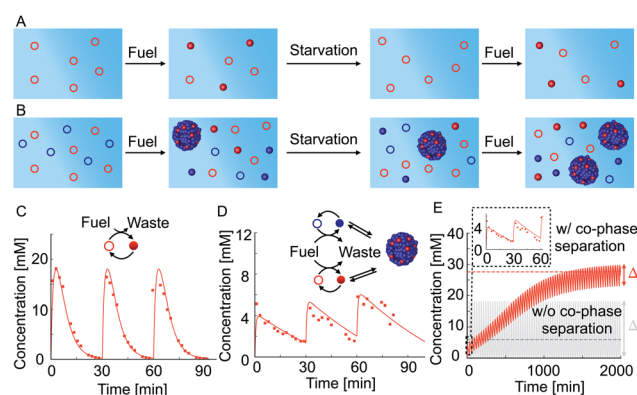 A
Fuel
Starvation
Fuel
B
Fuel
Starvation
Fuel
C
Fuel
Waste
Concentration [mM]
20
10
0
0
30
60
90
Time [min]
D
Fuel
Waste
Concentration [mM]
12
8
4
0
0
30
60
90
Time [min]
E
4
0
0
30
60
w/ co-phase
separation
Concentration [mM]
40
30
20
10
0
w/o co-phase
separation
Δ
Δ
0
1000
2000
Time [min]